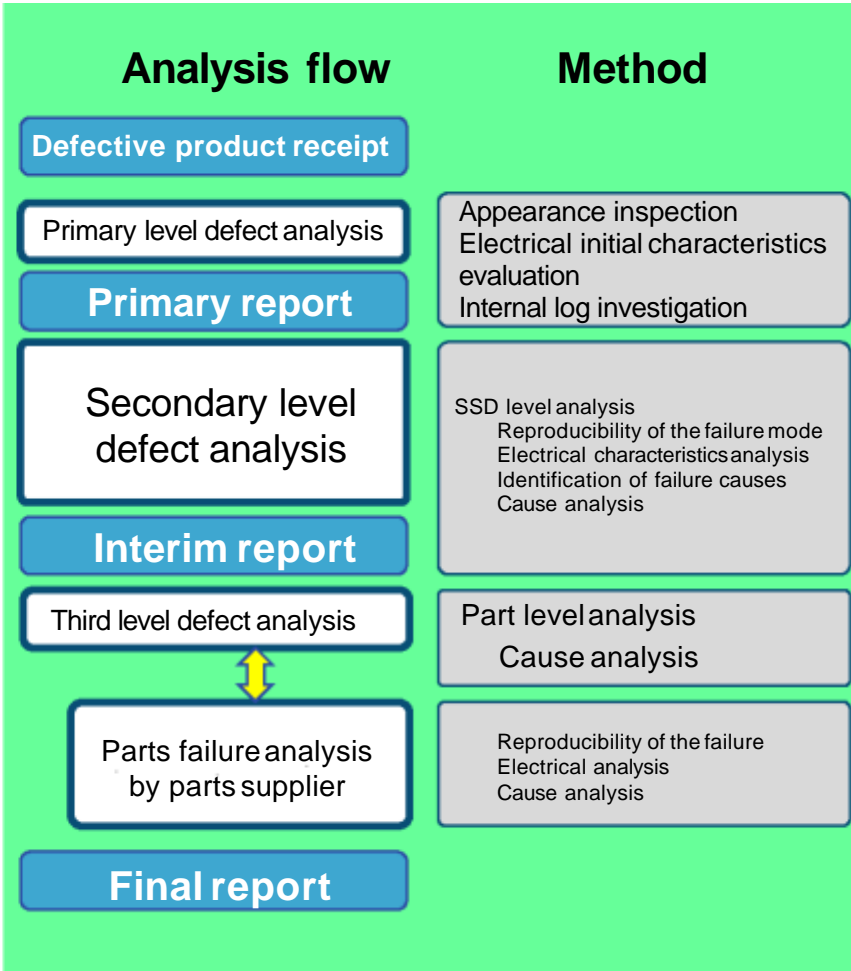 Analysis flow
Method
Defective product receipt
Primary level defect analysis
Appearance inspection
Electrical initial characteristics
evaluation
Internal log investigation
Primary report
Secondary level
defect analysis
SSD level analysis
Reproducibility of the failure mode
Electrical characteristics analysis
Identification of failure causes
Cause analysis
Interim report
Third level defect analysis
Part level analysis
Cause analysis
Parts failure analysis
by parts supplier
Reproducibility of the failure
Electrical analysis
Cause analysis
Final report